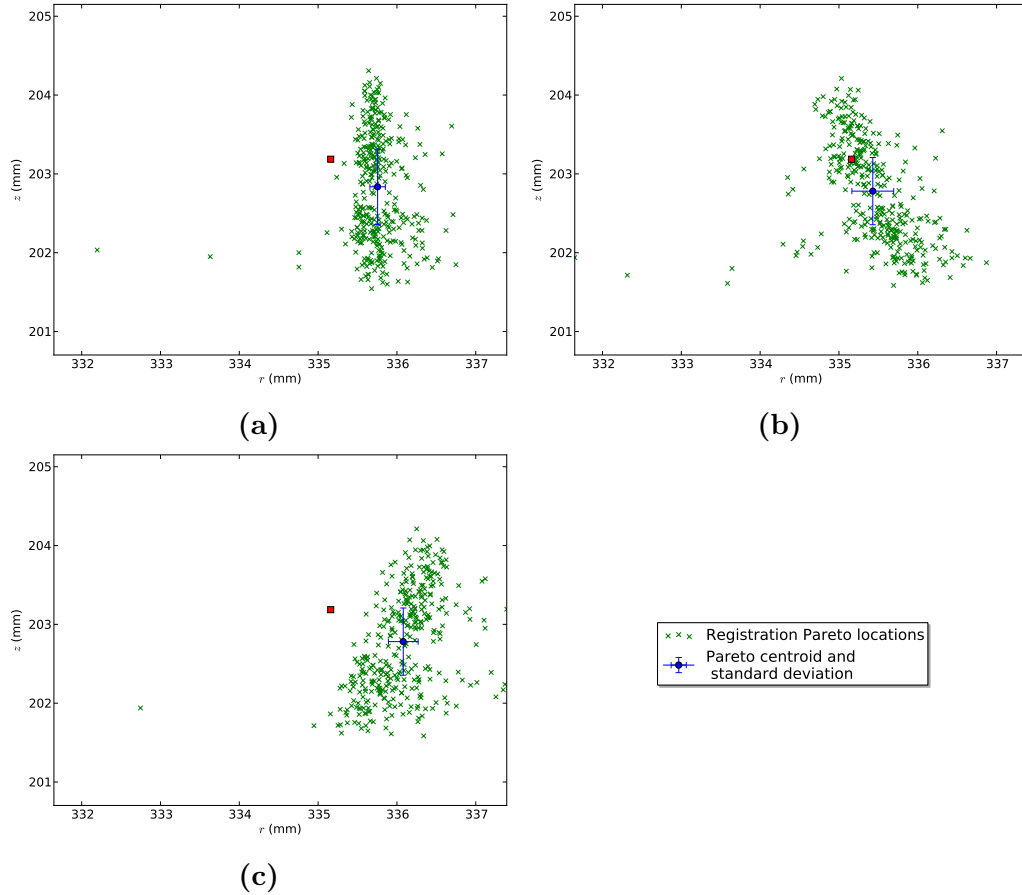 205
204
203
202
201
z (mm)
332 333 334 335 336 337
r (mm)
(a)
205
204
203
202
201
z (mm)
332 333 334 335 336 337
r (mm)
(b)
205
204
203
202
201
z (mm)
332 333 334 335 336 337
r (mm)
(c)
Registration Pareto locations
Pareto centroid and
standard deviation